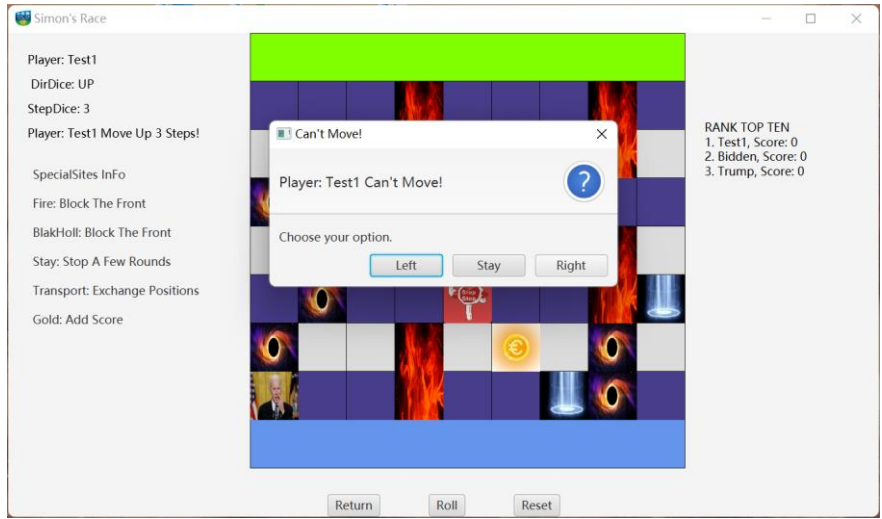 Simon's Race
Player: Test1
DirDice: UP
StepDice: 3
Player: Test1 Move Up 3 Steps!
SpecialSites InFo
Fire: Block The Front
BlakHoll: Block The Front
Stay: Stop A Few Rounds
Transport: Exchange Positions
Gold: Add Score
Can't Move!
Player: Test1 Can't Move!
?
Choose your option.
Left Stay Right
€
RANK TOP TEN
1. Test1, Score: 0
2. Bidden, Score: 0
3. Trump, Score: 0
Return Roll Reset